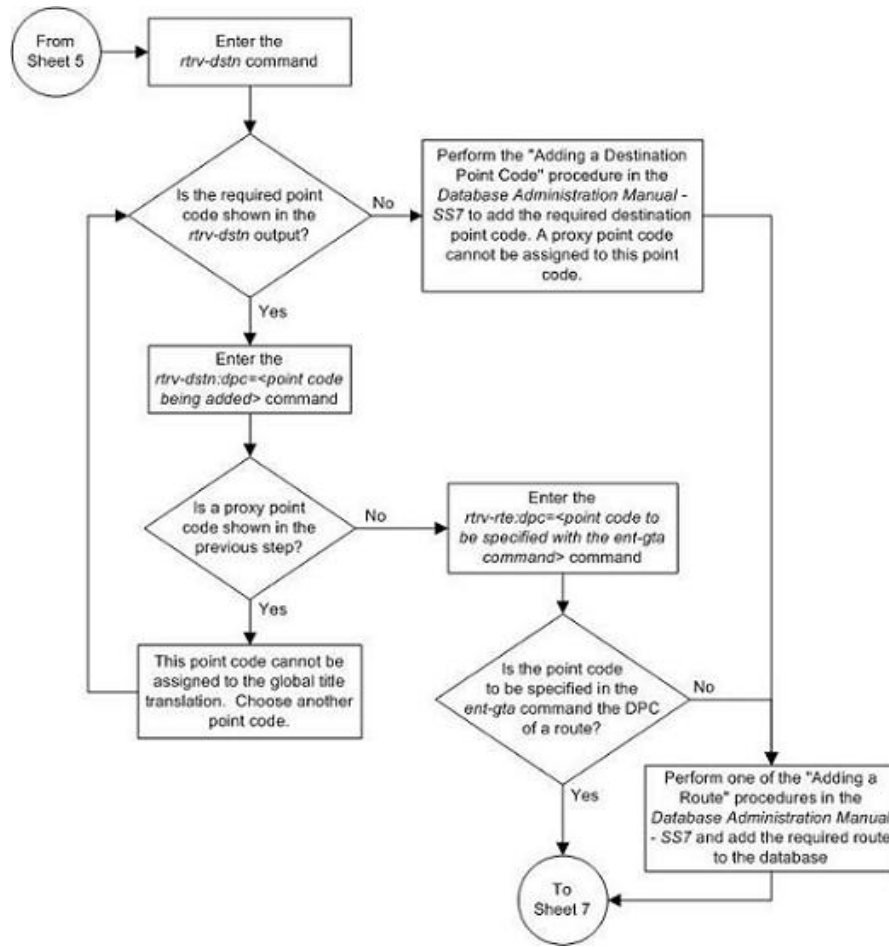 From
Sheet 5
Enter the
rtrv-dstn command
Is the required point
code shown in the
rtrv-dstn output?
No
Perform the "Adding a Destination
Point Code" procedure in the
Database Administration Manual -
SS7 to add the required destination
point code. A proxy point code
cannot be assigned to this point
code.
Yes
Enter the
rtrv-dstn:dpc=<point code
being added> command
Is a proxy point
code shown in the
previous step?
No
Enter the
rtrv-rte:dpc=<point code to
be specified with the ent-gta
command> command
Yes
This point code cannot be
assigned to the global title
translation. Choose another
point code.
Is the point code
to be specified in the
ent-gta command the DPC
of a route?
No
Yes
Perform one of the "Adding a
Route" procedures in the
Database Administration Manual
- SS7 and add the required route
to the database
To
Sheet 7